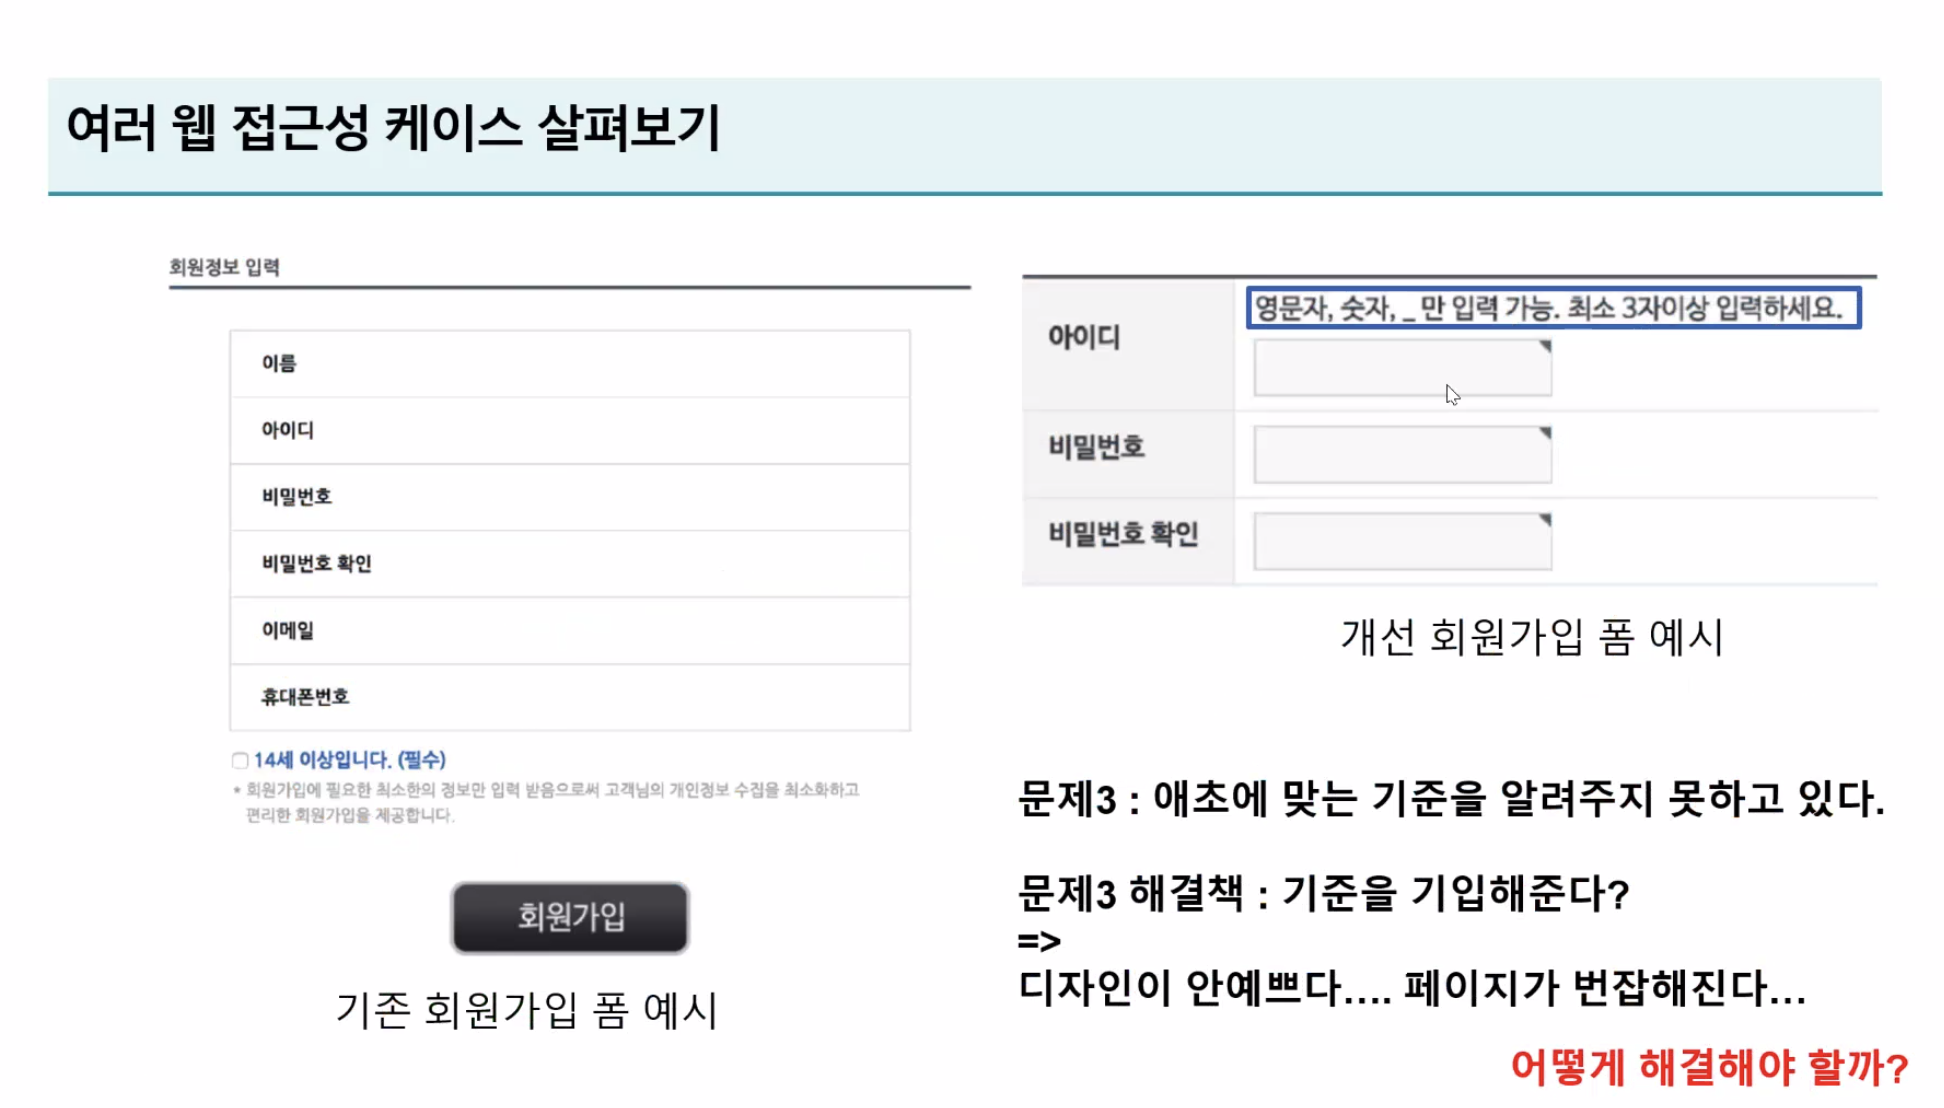 여러 웹 접근성 케이스 살펴보기
회원정보 입력
이름
아이디
비밀번호
비밀번호 확인
이메일
휴대폰번호
14세 이상입니다. (필수)
* 회원가입에 필요한 최소한의 정보만 입력 받음으로써 고객님의 개인정보 수집을 최소화하고
편리한 회원가입을 제공합니다.
회원가입
기존 회원가입 폼 예시
영문자, 숫자, _ 만 입력 가능. 최소 3자이상 입력하세요.
아이디
비밀번호
비밀번호 확인
개선 회원가입 폼 예시
문제3 : 애초에 맞는 기준을 알려주지 못하고 있다.
문제3 해결책 : 기준을 기입해준다?
=>
디자인이 안예쁘다.... 페이지가 번잡해진다...
어떻게 해결해야 할까?